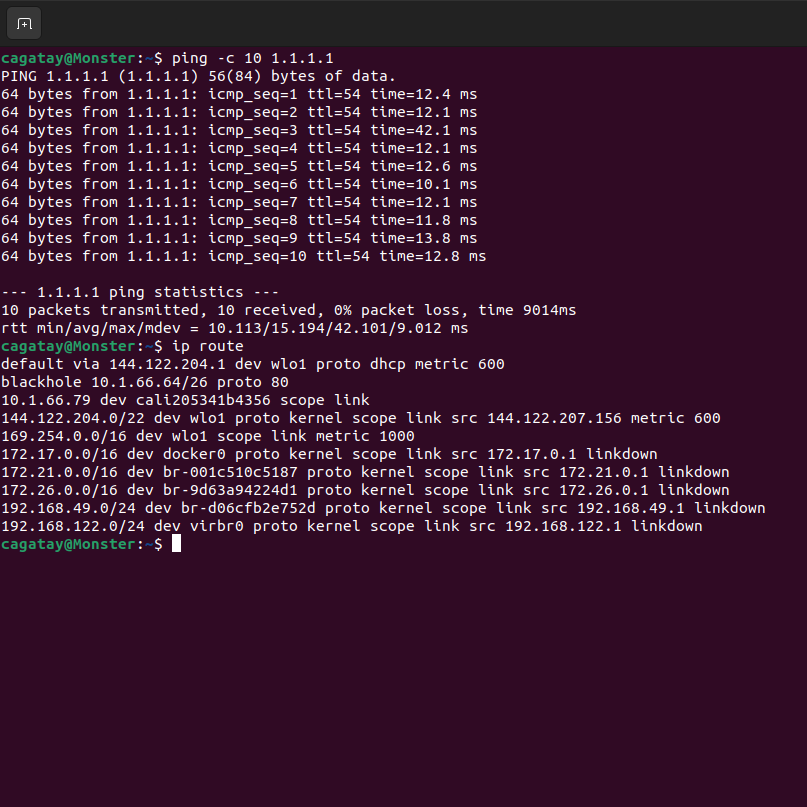 cagatay@Monster:~$ ping -c 10 1.1.1.1
PING 1.1.1.1 (1.1.1.1) 56(84) bytes of data.
64 bytes from 1.1.1.1: icmp_seq=1 ttl=54 time=12.4 ms
64 bytes from 1.1.1.1: icmp_seq=2 ttl=54 time=12.1 ms
64 bytes from 1.1.1.1: icmp_seq=3 ttl=54 time=42.1 ms
64 bytes from 1.1.1.1: icmp_seq=4 ttl=54 time=12.1 ms
64 bytes from 1.1.1.1: icmp_seq=5 ttl=54 time=12.6 ms
64 bytes from 1.1.1.1: icmp_seq=6 ttl=54 time=10.1 ms
64 bytes from 1.1.1.1: icmp_seq=7 ttl=54 time=12.1 ms
64 bytes from 1.1.1.1: icmp_seq=8 ttl=54 time=11.8 ms
64 bytes from 1.1.1.1: icmp_seq=9 ttl=54 time=13.8 ms
64 bytes from 1.1.1.1: icmp_seq=10 ttl=54 time=12.8 ms
--- 1.1.1.1 ping statistics ---
10 packets transmitted, 10 received, 0% packet loss, time 9014ms
rtt min/avg/max/mdev = 10.113/15.194/42.101/9.012 ms
cagatay@Monster:~$ ip route
default via 144.122.204.1 dev wlo1 proto dhcp metric 600
blackhole 10.1.66.64/26 proto 80
10.1.66.79 dev cali205341b4356 scope link
144.122.204.0/22 dev wlo1 proto kernel scope link src 144.122.207.156 metric 600
169.254.0.0/16 dev wlo1 scope link metric 1000
172.17.0.0/16 dev docker0 proto kernel scope link src 172.17.0.1 linkdown
172.21.0.0/16 dev br-001c510c5187 proto kernel scope link src 172.21.0.1 linkdown
172.26.0.0/16 dev br-9d63a94224d1 proto kernel scope link src 172.26.0.1 linkdown
192.168.49.0/24 dev br-d06cfb2e752d proto kernel scope link src 192.168.49.1 linkdown
192.168.122.0/24 dev virbr0 proto kernel scope link src 192.168.122.1 linkdown
cagatay@Monster:~$